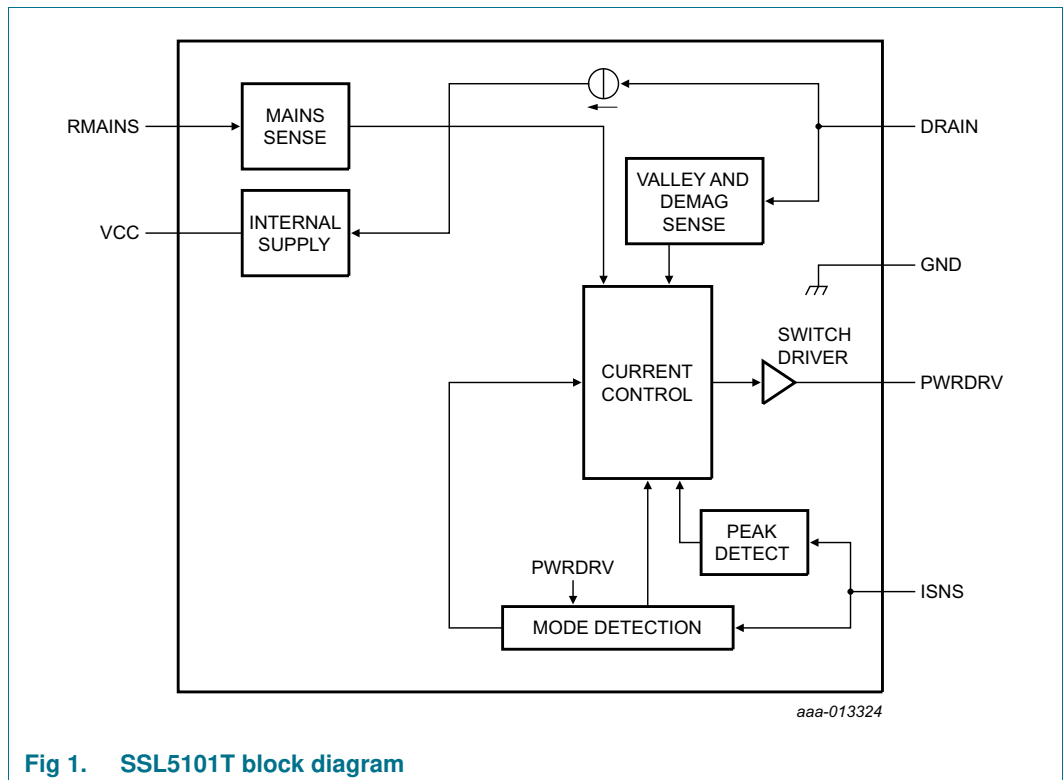 RMAINS
MAINS
SENSE
DRAIN
VALLEY AND
DEMAG
SENSE
VCC
INTERNAL
SUPPLY
GND
SWITCH
DRIVER
CURRENT
CONTROL
PWRDRV
PEAK
DETECT
PWRDRV
ISNS
MODE DETECTION
aaa-013324
Fig 1. SSL5101T block diagram